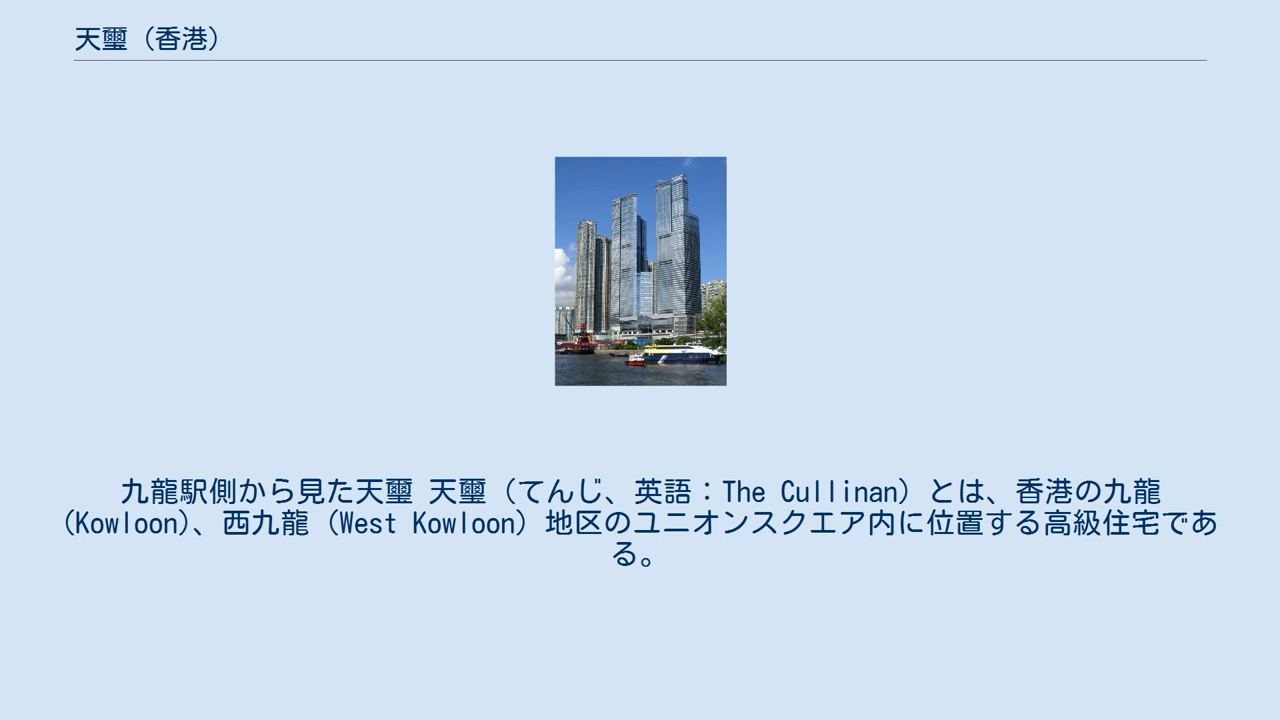 天璽（香港）
九龍駅側から見た天璽 天璽（てんじ、英語：The Cullinan）とは、香港の九龍
(Kowloon)、西九龍（West Kowloon）地区のユニオンスクエア内に位置する高級住宅であ
る。